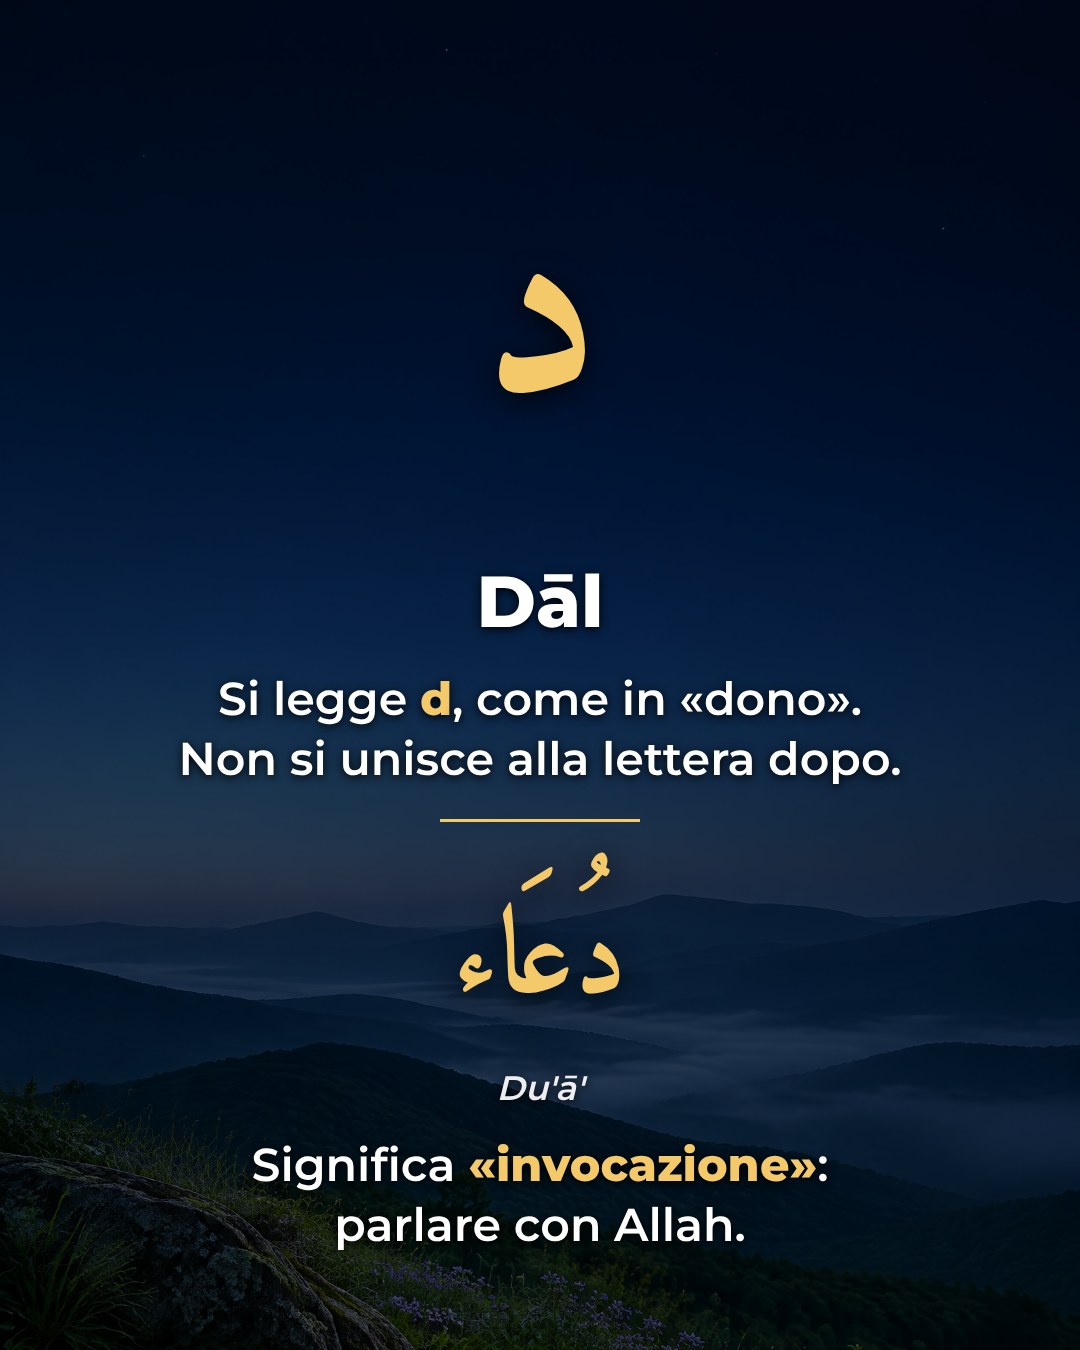 د
Dāl
Si legge d, come in «dono».
Non si unisce alla lettera dopo.
دُعَاء
Du'ā'
Significa «invocazione»:
parlare con Allah.